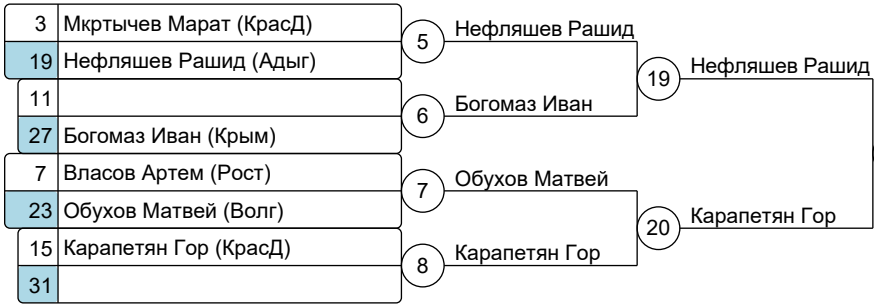 3 Мкртычев Марат (КрасД)
19 Нефляшев Рашид (Адыг)
5 Нефляшев Рашид
11
27 Богомаз Иван (Крым)
6 Богомаз Иван
19 Нефляшев Рашид
7 Власов Артем (Рост)
23 Обухов Матвей (Волг)
7 Обухов Матвей
15 Карапетян Гор (КрасД)
31
8 Карапетян Гор
20 Карапетян Гор